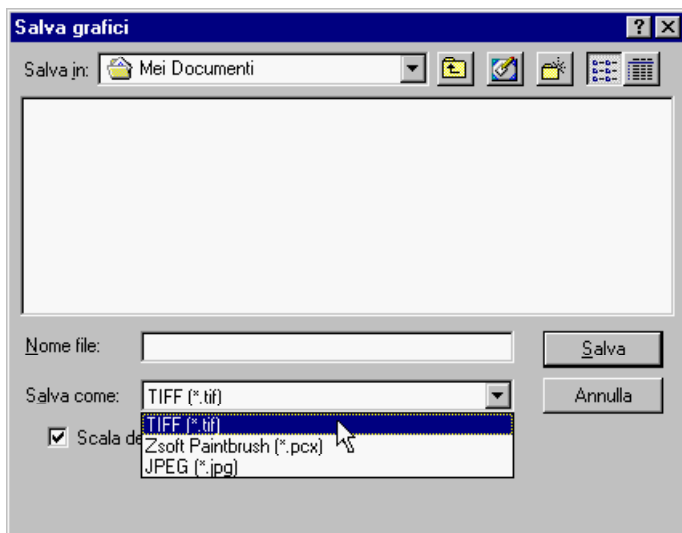 Salva grafici
Salva in: Mei Documenti
Nome file:
Salva
Salva come: TIFF (*.tif)
Annulla
TIFF (*.tif)
Scala
Zsoft Paintbrush (*.pcx)
JPEG (*.jpg)